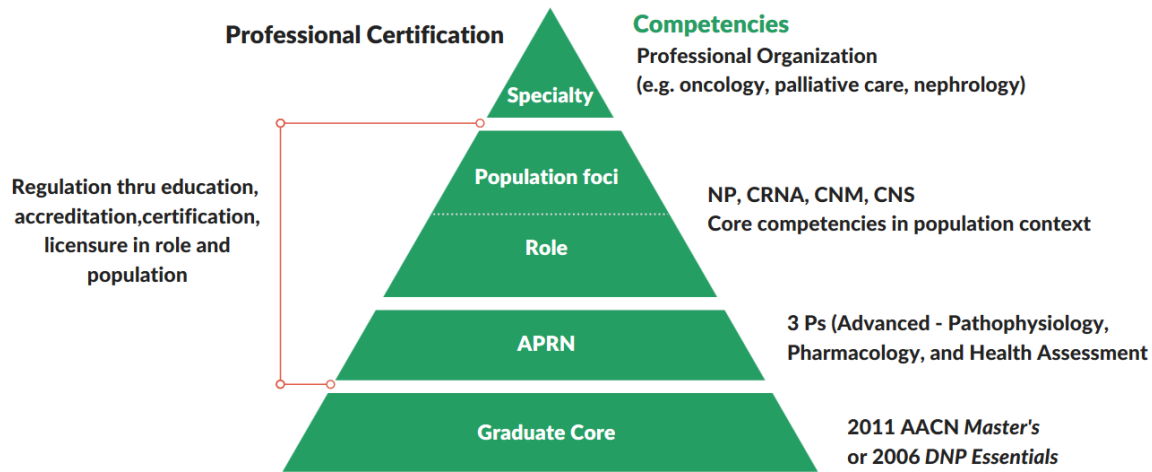 Professional Certification
Competencies
Professional Organization
(e.g. oncology, palliative care, nephrology)
Specialty
Population foci
Role
Regulation thru education,
accreditation,certification,
licensure in role and
population
NP, CRNA, CNM, CNS
Core competencies in population context
APRN
3 Ps (Advanced - Pathophysiology,
Pharmacology, and Health Assessment
Graduate Core
2011 AACN Master's
or 2006 DNP Essentials